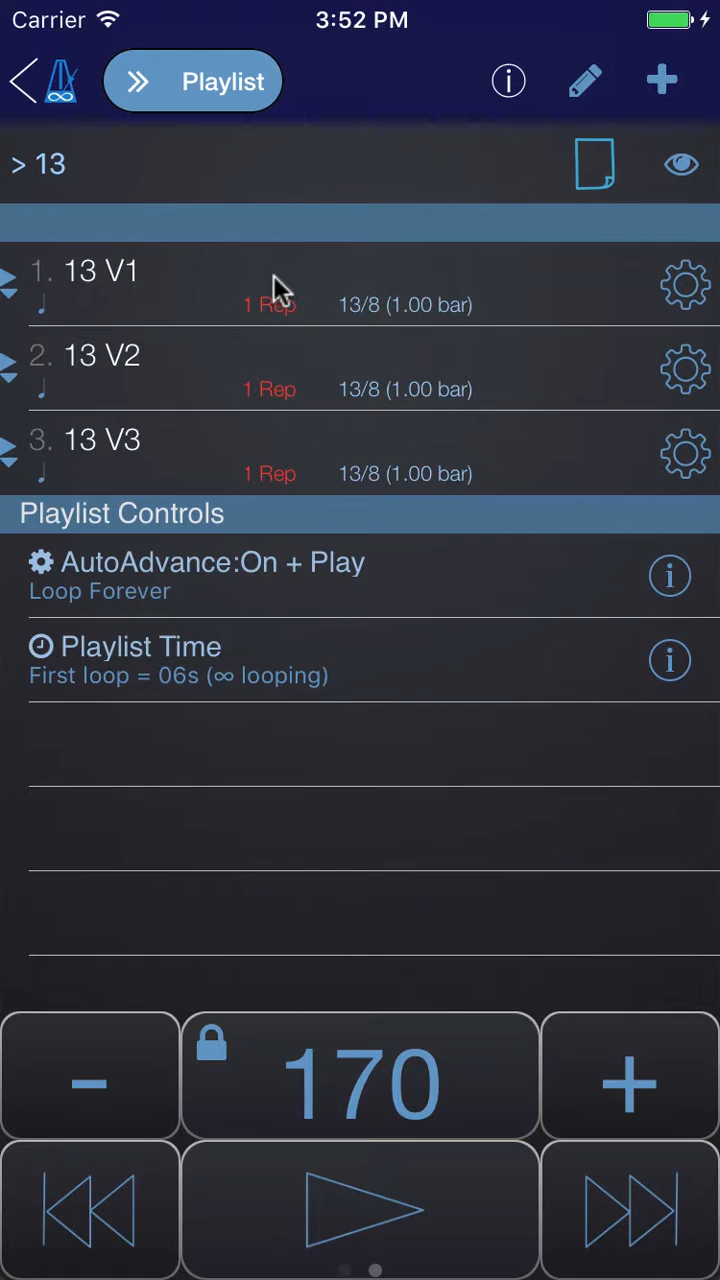 Carrier 3:52 PM
Playlist
> 13
1. 13 V1
1 Rep 13/8 (1.00 bar)
2. 13 V2
1 Rep 13/8 (1.00 bar)
3. 13 V3
1 Rep 13/8 (1.00 bar)
Playlist Controls
AutoAdvance:On + Play
Loop Forever
Playlist Time
First loop = 06s (∞ looping)
- 170 +